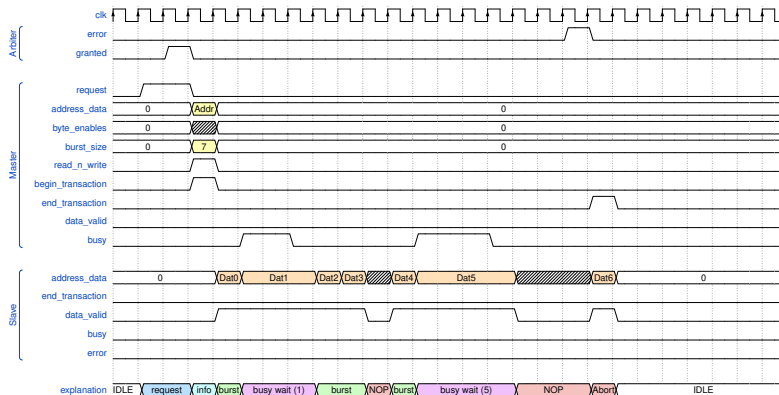 clk
Arbiter
error
granted
Master
request
address_data 0 Addr 0
byte_enables 0 0
burst_size 0 7 0
read_n_write
begin_transaction
end_transaction
data_valid
busy
Slave
address_data 0 Dat0 Dat1 Dat2 Dat3 Dat4 Dat5 Dat6 0
end_transaction
data_valid
busy
error
explanation IDLE request info burst busy wait (1) burst NOP burst busy wait (5) NOP Abort IDLE